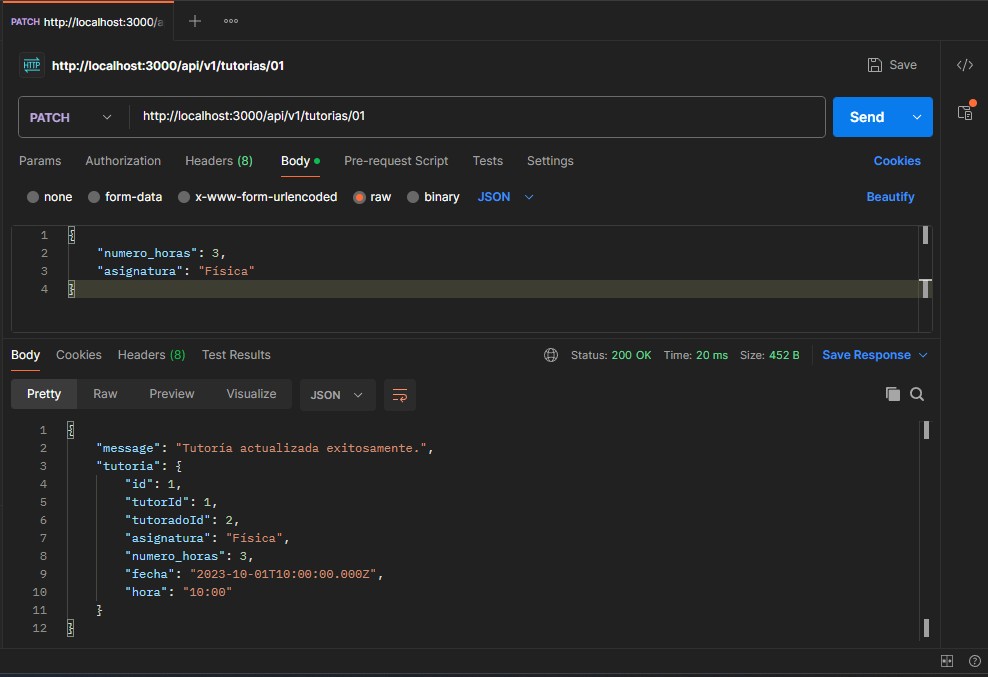 PATCH http://localhost:3000/a
HTTP http://localhost:3000/api/v1/tutorias/01 Save
PATCH http://localhost:3000/api/v1/tutorias/01 Send
Params Authorization Headers (8) Body Pre-request Script Tests Settings Cookies
none form-data x-www-form-urlencoded raw binary JSON Beautify
1 {
2 "numero_horas": 3,
3 "asignatura": "Física"
4 }
Body Cookies Headers (8) Test Results Status: 200 OK Time: 20 ms Size: 452 B Save Response
Pretty Raw Preview Visualize JSON
1 {
2 "message": "Tutoría actualizada exitosamente.",
3 "tutoria": {
4 "id": 1,
5 "tutorId": 1,
6 "tutoradoId": 2,
7 "asignatura": "Física",
8 "numero_horas": 3,
9 "fecha": "2023-10-01T10:00:00.000Z",
10 "hora": "10:00"
11 }
12 }